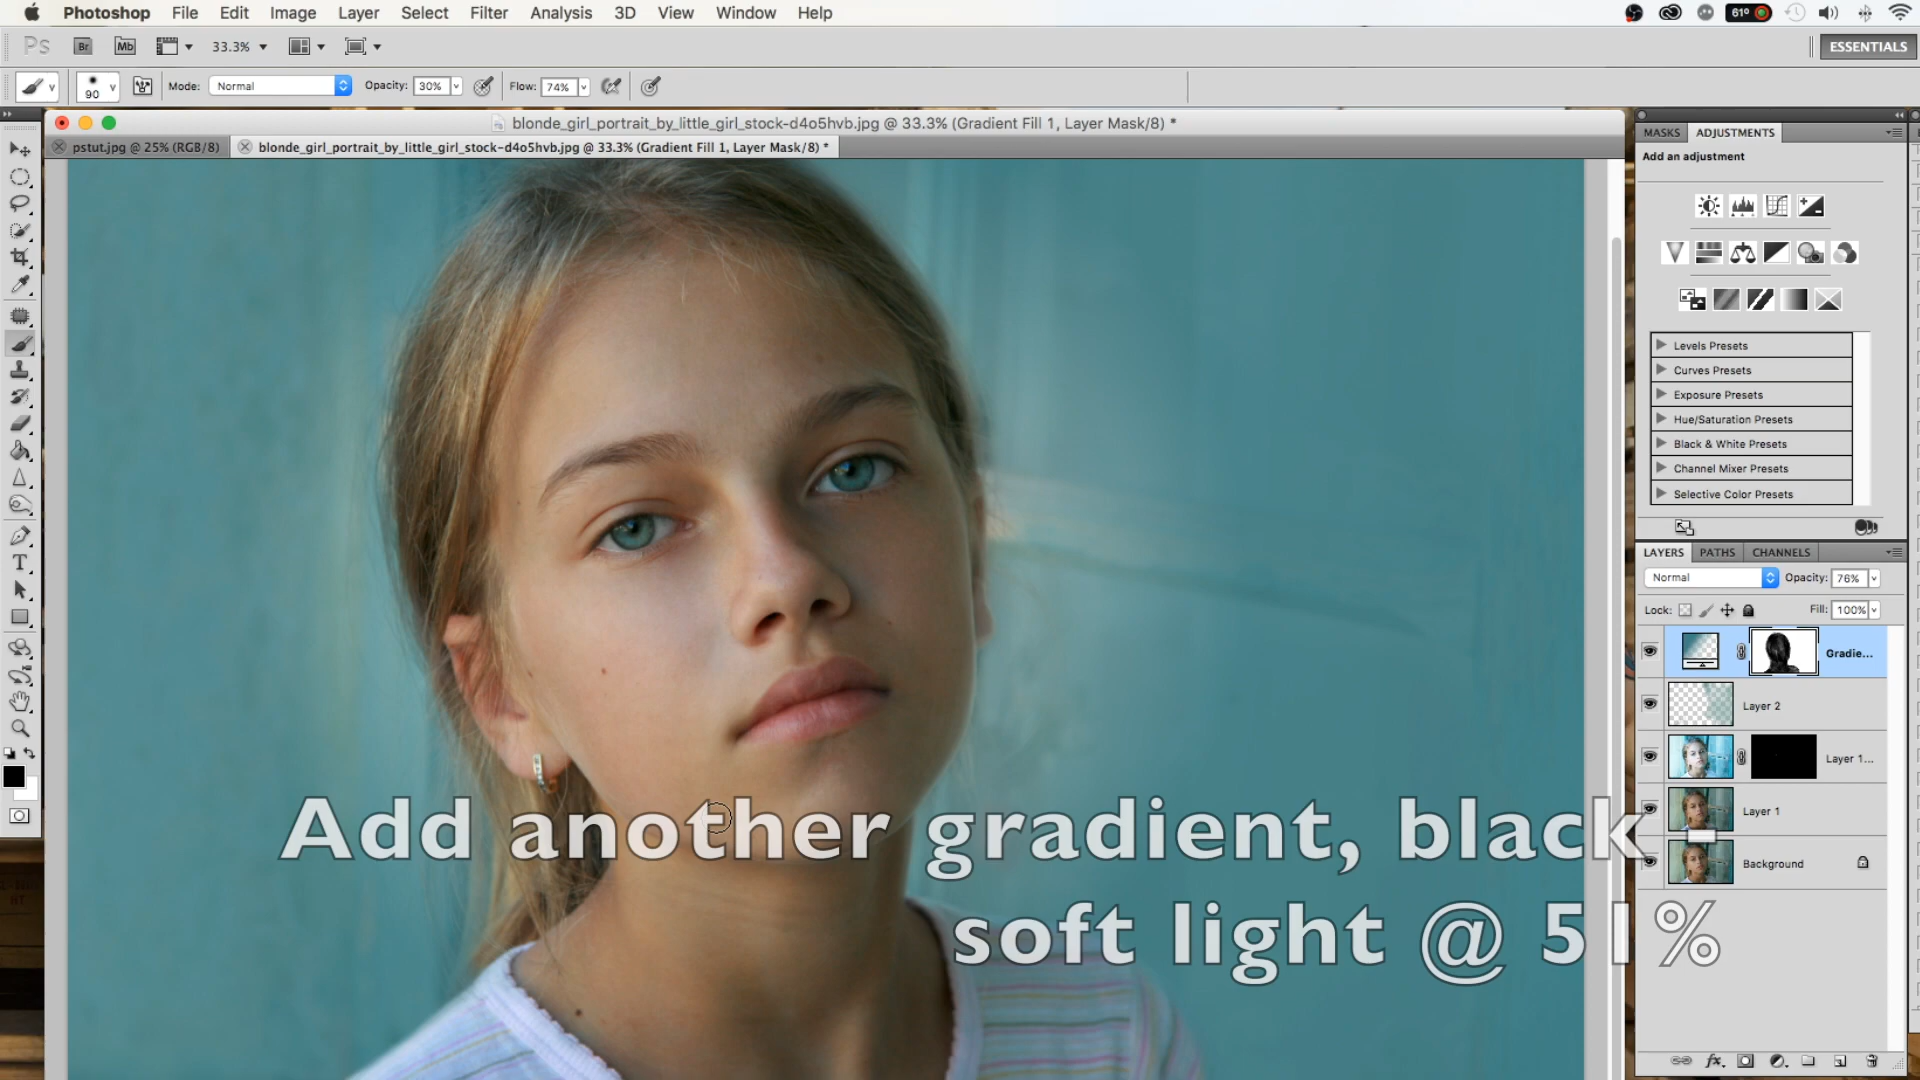 Photoshop File Edit Image Layer Select Filter Analysis 3D View Window Help 61°
Ps Br Mb 33.3% ESSENTIALS
90 Mode: Normal Opacity: 30% Flow: 74%
blonde_girl_portrait_by_little_girl_stock-d4o5hvb.jpg @ 33.3% (Gradient Fill 1, Layer Mask/8) *
pstut.jpg @ 25% (RGB/8) blonde_girl_portrait_by_little_girl_stock-d4o5hvb.jpg @ 33.3% (Gradient Fill 1, Layer Mask/8) *
MASKS ADJUSTMENTS
Add an adjustment
Levels Presets
Curves Presets
Exposure Presets
Hue/Saturation Presets
Black & White Presets
Channel Mixer Presets
Selective Color Presets
LAYERS PATHS CHANNELS
Normal Opacity: 76%
Lock: Fill: 100%
Gradie...
Layer 2
Layer 1...
Layer 1
Background
Add another gradient, black -
soft light @ 51%